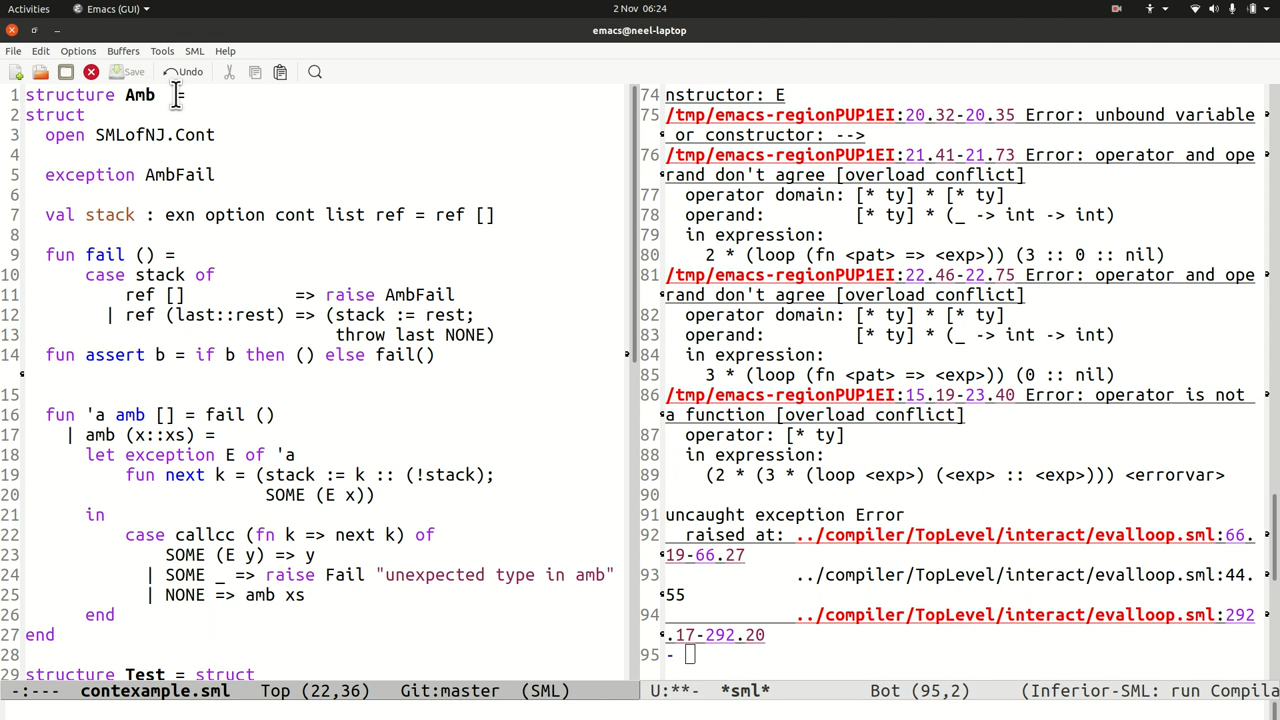 Activities Emacs (GUI) 2 Nov 06:24
emacs@neel-laptop
File Edit Options Buffers Tools SML Help
Save Undo
1 structure Amb =
2 struct
3 open SMLofNJ.Cont
4
5 exception AmbFail
6
7 val stack : exn option cont list ref = ref []
8
9 fun fail () =
10 case stack of
11 ref [] => raise AmbFail
12 | ref (last::rest) => (stack := rest;
13 throw last NONE)
14 fun assert b = if b then () else fail()
15
16 fun 'a amb [] = fail ()
17 | amb (x::xs) =
18 let exception E of 'a
19 fun next k = (stack := k :: (!stack);
20 SOME (E x))
21 in
22 case callcc (fn k => next k) of
23 SOME (E y) => y
24 | SOME _ => raise Fail "unexpected type in amb"
25 | NONE => amb xs
26 end
27 end
28
29 structure Test = struct
-:--- contexample.sml Top (22,36) Git:master (SML)
74 nstructor: E
75 /tmp/emacs-regionPUP1EI:20.32-20.35 Error: unbound variable
or constructor: -->
76 /tmp/emacs-regionPUP1EI:21.41-21.73 Error: operator and ope
rand don't agree [overload conflict]
77 operator domain: [* ty] * [* ty]
78 operand: [* ty] * (_ -> int -> int)
79 in expression:
80 2 * (loop (fn <pat> => <exp>)) (3 :: 0 :: nil)
81 /tmp/emacs-regionPUP1EI:22.46-22.75 Error: operator and ope
rand don't agree [overload conflict]
82 operator domain: [* ty] * [* ty]
83 operand: [* ty] * (_ -> int -> int)
84 in expression:
85 3 * (loop (fn <pat> => <exp>)) (0 :: nil)
86 /tmp/emacs-regionPUP1EI:15.19-23.40 Error: operator is not
a function [overload conflict]
87 operator: [* ty]
88 in expression:
89 (2 * (3 * (loop <exp>) (<exp> :: <exp>))) <errorvar>
90
91 uncaught exception Error
92 raised at: ../compiler/TopLevel/interact/evalloop.sml:66.
19-66.27
93 ../compiler/TopLevel/interact/evalloop.sml:44.
55
94 ../compiler/TopLevel/interact/evalloop.sml:292
.17-292.20
95 -
U:**- *sml* Bot (95,2) (Inferior-SML: run Compila